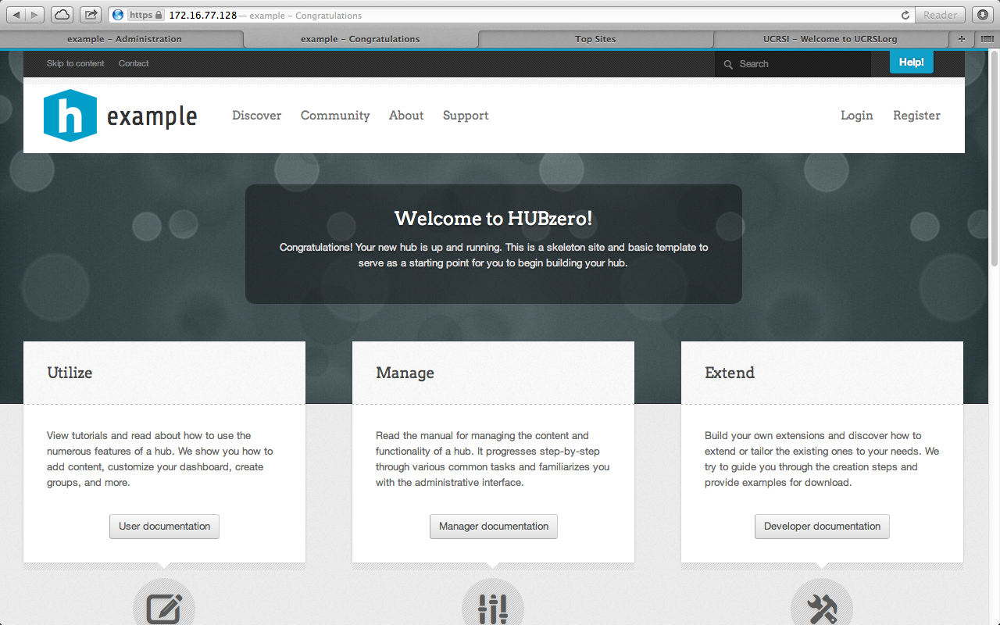 https 172.16.77.128 — example – Congratulations Reader
example – Administration example – Congratulations Top Sites UCRSI – Welcome to UCRSI.org +
Skip to content Contact Search Help!
h example Discover Community About Support Login Register
Welcome to HUBzero!
Congratulations! Your new hub is up and running. This is a skeleton site and basic template to
serve as a starting point for you to begin building your hub.
Utilize
View tutorials and read about how to use the
numerous features of a hub. We show you how to
add content, customize your dashboard, create
groups, and more.
User documentation
Manage
Read the manual for managing the content and
functionality of a hub. It progresses step-by-step
through various common tasks and familiarizes you
with the administrative interface.
Manager documentation
Extend
Build your own extensions and discover how to
extend or tailor the existing ones to your needs. We
try to guide you through the creation steps and
provide examples for download.
Developer documentation